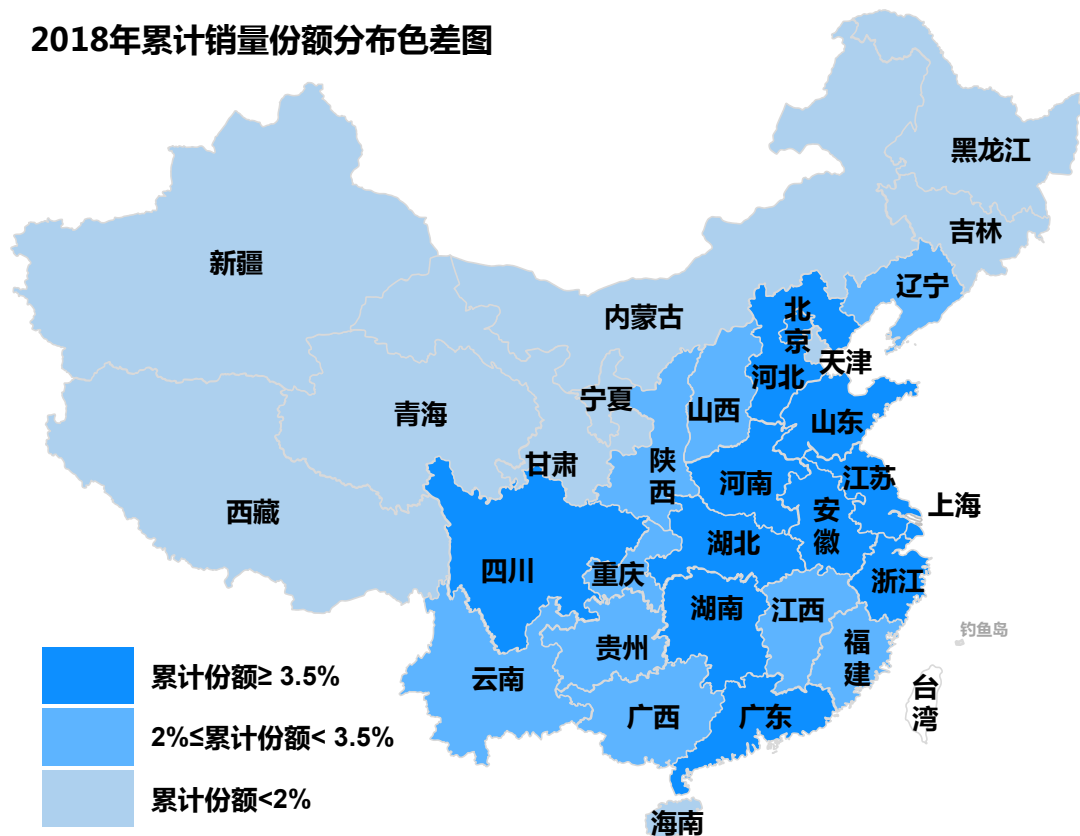 2018年累计销量份额分布色差图
黑龙江
吉林
新疆
辽宁
内蒙古
北京
天津
河北
宁夏
青海
山西
山东
甘肃
陕西
河南
江苏
上海
西藏
安徽
湖北
四川
重庆
浙江
湖南
江西
钓鱼岛
贵州
福建
云南
台湾
广西
广东
海南
累计份额≥ 3.5%
2%≤累计份额< 3.5%
累计份额<2%